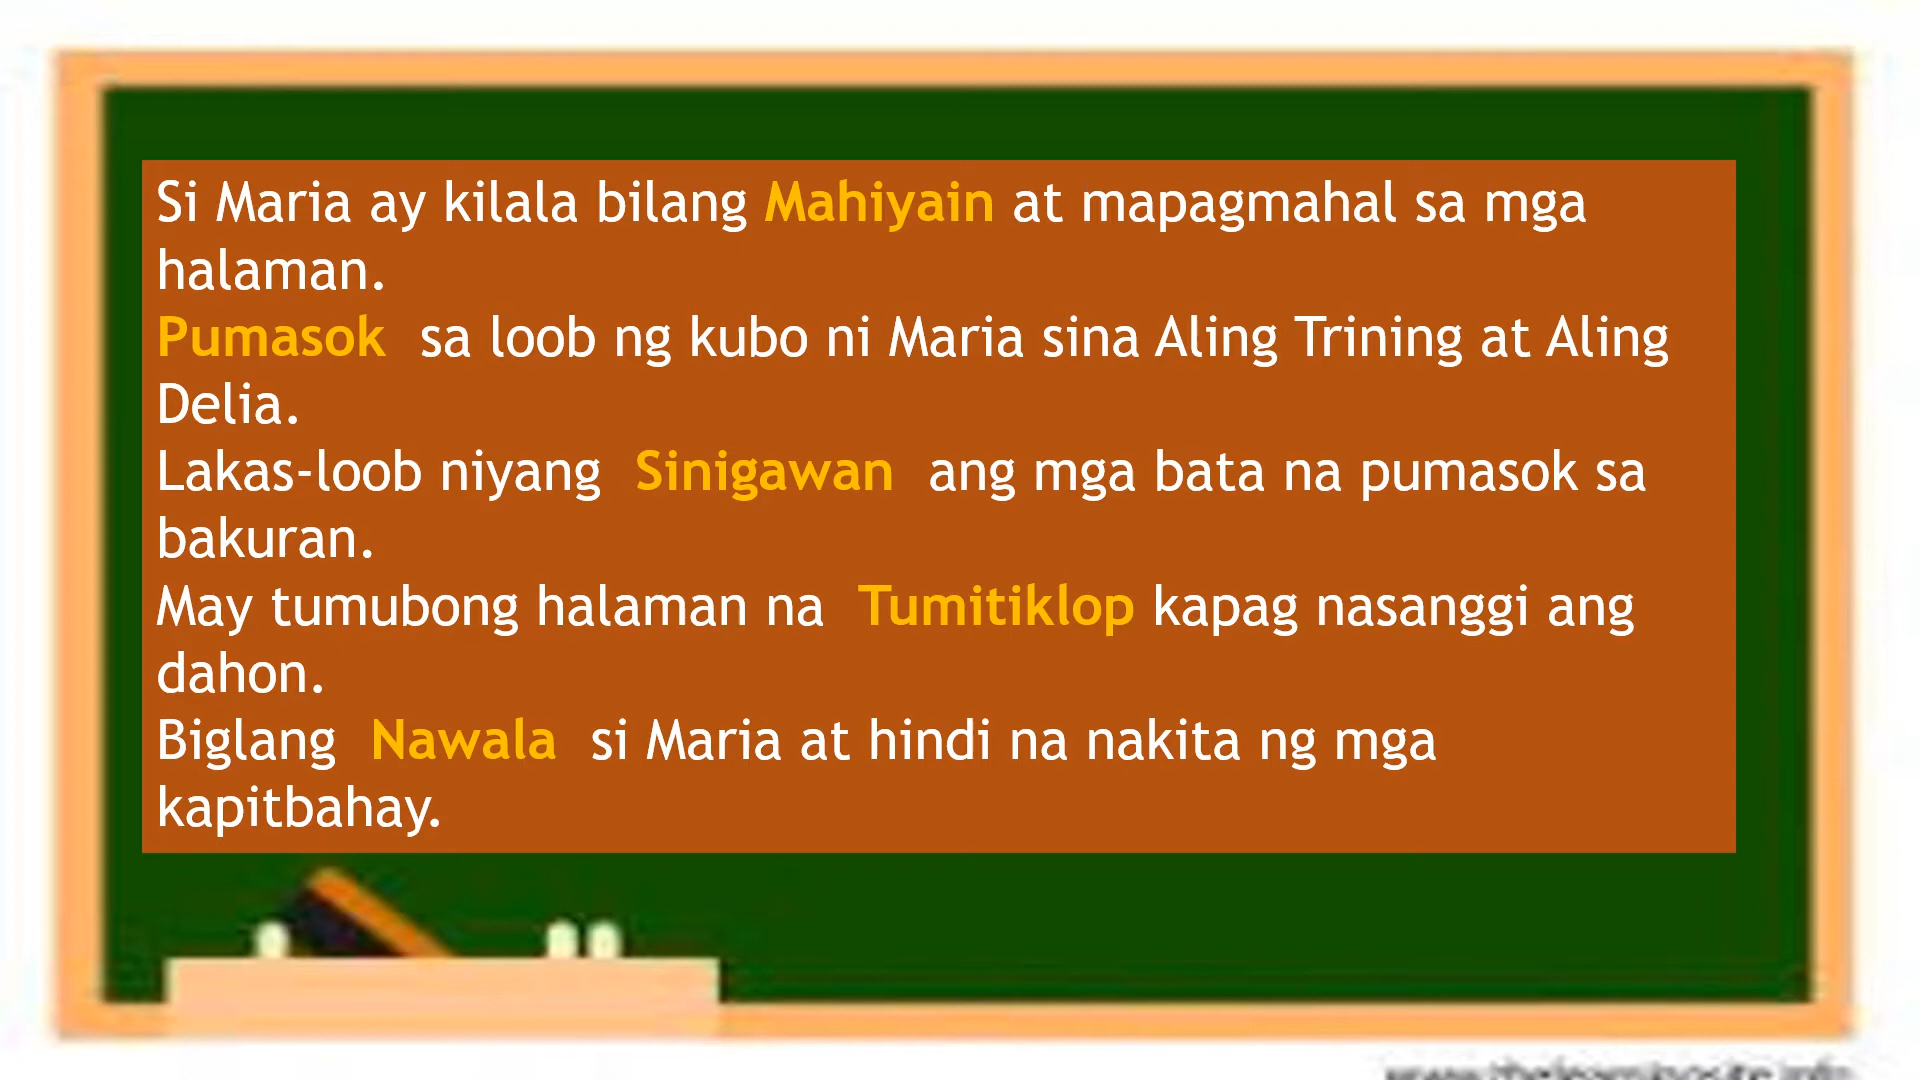 Si Maria ay kilala bilang Mahiyain at mapagmahal sa mga
halaman.
Pumasok sa loob ng kubo ni Maria sina Aling Trining at Aling
Delia.
Lakas-loob niyang Sinigawan ang mga bata na pumasok sa
bakuran.
May tumubong halaman na Tumitiklop kapag nasanggi ang
dahon.
Biglang Nawala si Maria at hindi na nakita ng mga
kapitbahay.